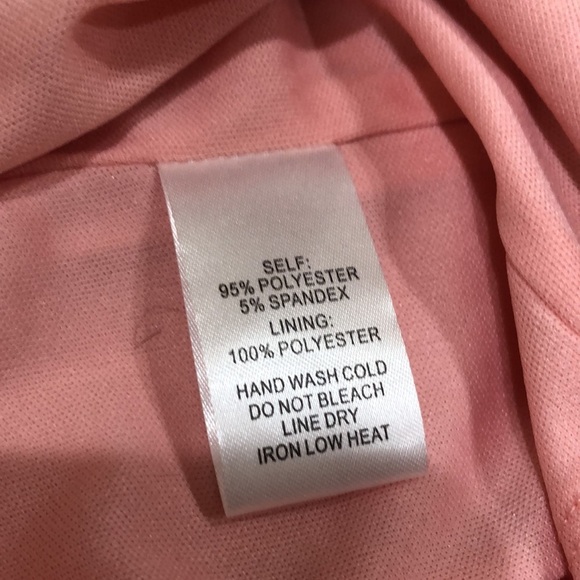 SELF:
95% POLYESTER
5% SPANDEX
LINING:
100% POLYESTER
HAND WASH COLD
DO NOT BLEACH
LINE DRY
IRON LOW HEAT